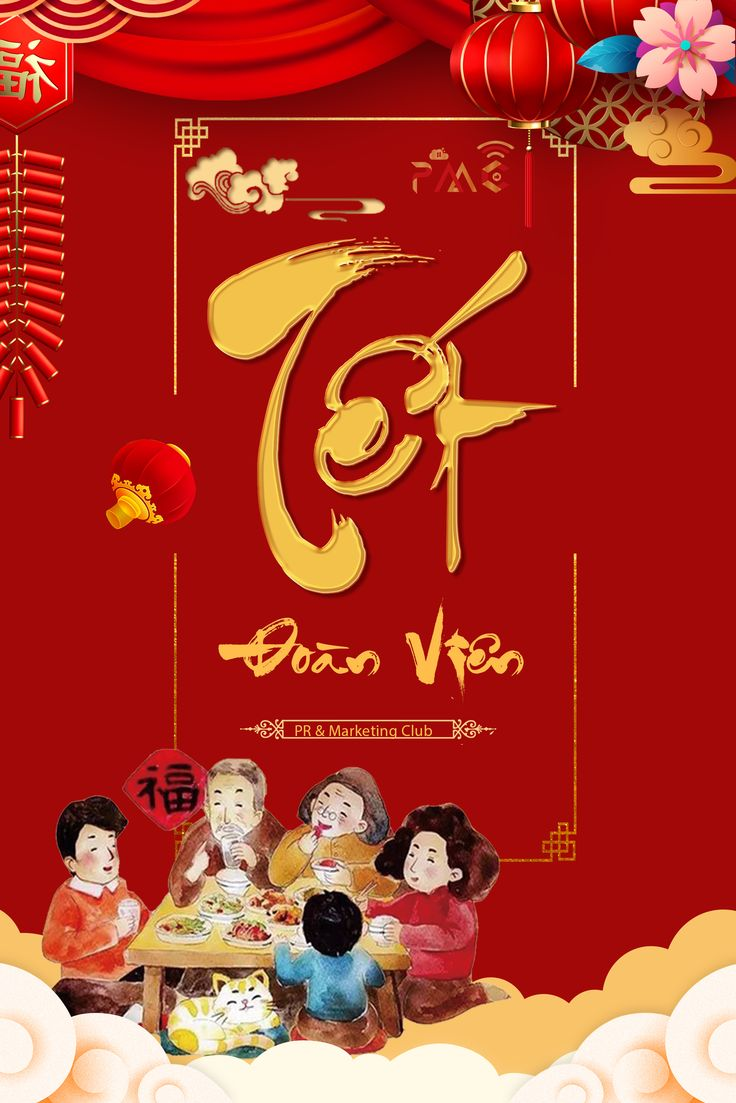 福
PMC
Tết
Đoàn Viên
PR & Marketing Club
福